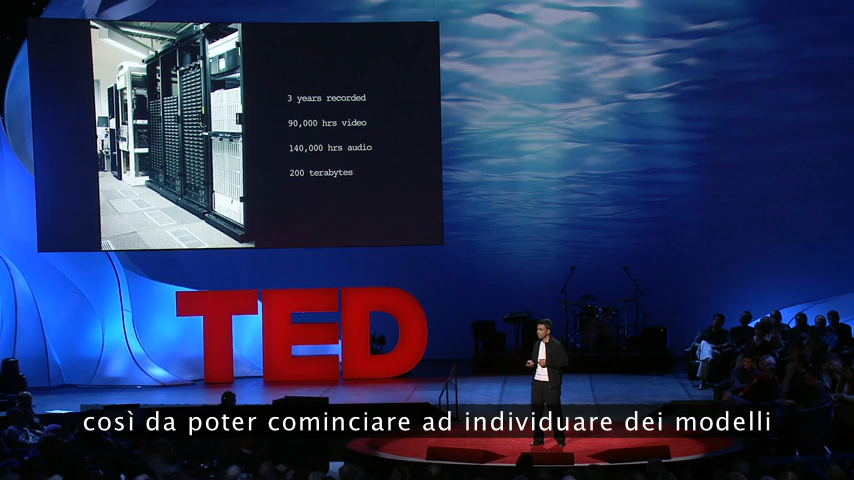 3 years recorded
90,000 hrs video
140,000 hrs audio
200 terabytes
TED
così da poter cominciare ad individuare dei modelli